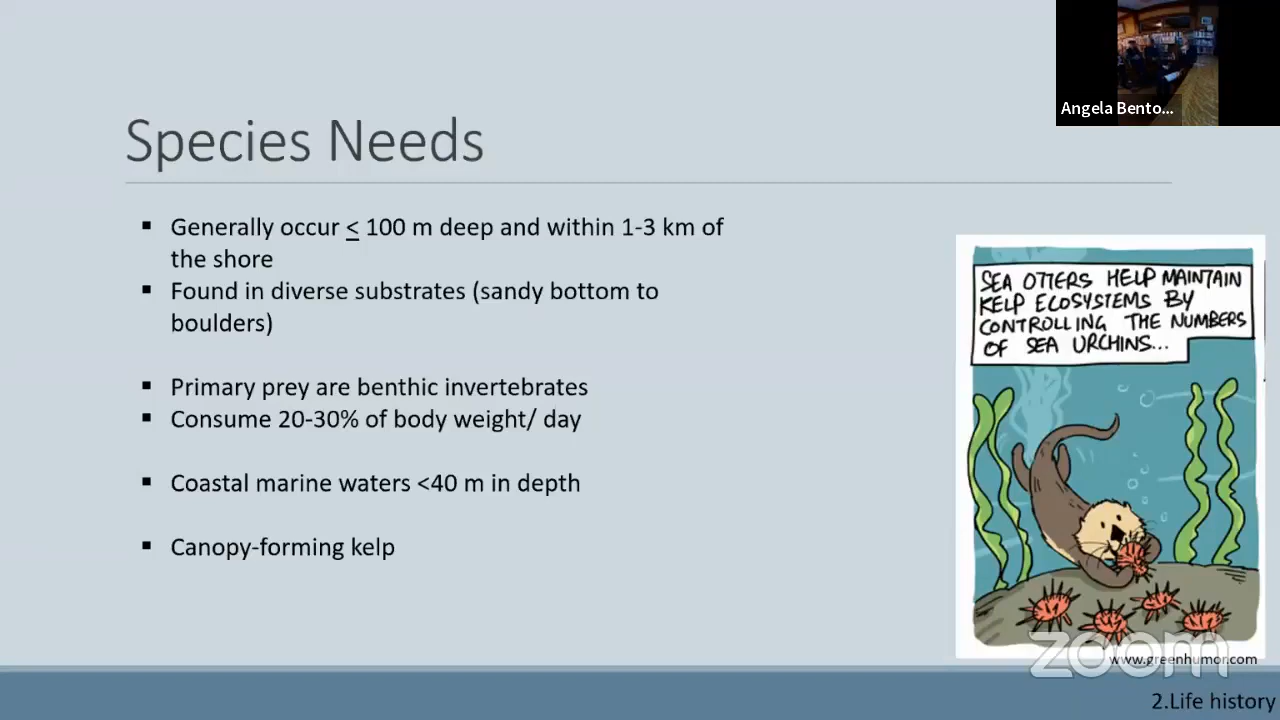 Angela Bento...
Species Needs
▪ Generally occur < 100 m deep and within 1-3 km of
the shore
▪ Found in diverse substrates (sandy bottom to
boulders)
▪ Primary prey are benthic invertebrates
▪ Consume 20-30% of body weight/ day
▪ Coastal marine waters <40 m in depth
▪ Canopy-forming kelp
SEA OTTERS HELP MAINTAIN
KELP ECOSYSTEMS BY
CONTROLLING THE NUMBERS
OF SEA URCHINS...
zoom
www.greenhumor.com
2.Life history